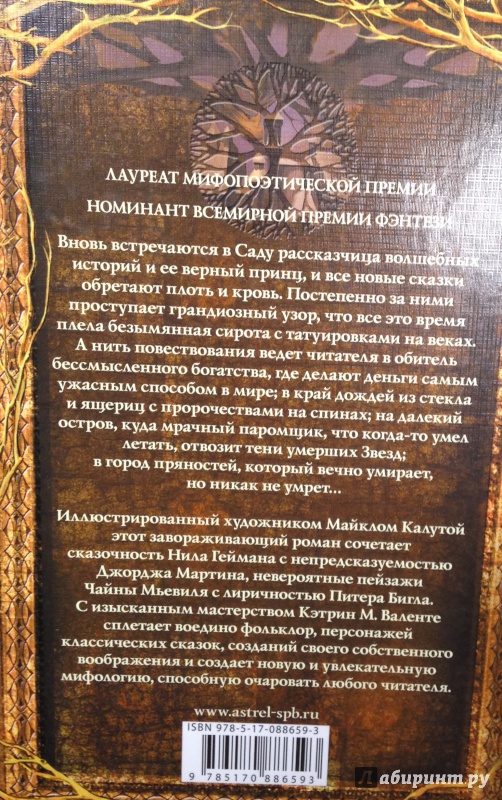 ЛАУРЕАТ МИФОПОЭТИЧЕСКОЙ ПРЕМИИ
НОМИНАНТ ВСЕМИРНОЙ ПРЕМИИ ФЭНТЕЗИ
Вновь встречаются в Саду рассказчица волшебных
историй и ее верный принц, и все новые сказки
обретают плоть и кровь. Постепенно за ними
проступает грандиозный узор, что все это время
плела безымянная сирота с татуировками на веках.
А нить повествования ведет читателя в обитель
бессмысленного богатства, где делают деньги самым
ужасным способом в мире; в край дождей из стекла
и ящериц с пророчествами на спинах; на далекий
остров, куда мрачный паромщик, что когда-то умел
летать, отвозит тени умерших Звезд;
в город пряностей, который вечно умирает,
но никак не умрет...
Иллюстрированный художником Майклом Калутой
этот завораживающий роман сочетает
сказочность Нила Геймана с непредсказуемостью
Джорджа Мартина, невероятные пейзажи
Чайны Мьевиля с лиричностью Питера Бигла.
С изысканным мастерством Кэтрин М. Валенте
сплетает воедино фольклор, персонажей
классических сказок, созданий своего собственного
воображения и создает новую и увлекательную
мифологию, способную очаровать любого читателя.
www.astrel-spb.ru
ISBN 978-5-17-088659-3
9 785170 886593
Лабиринт.ру